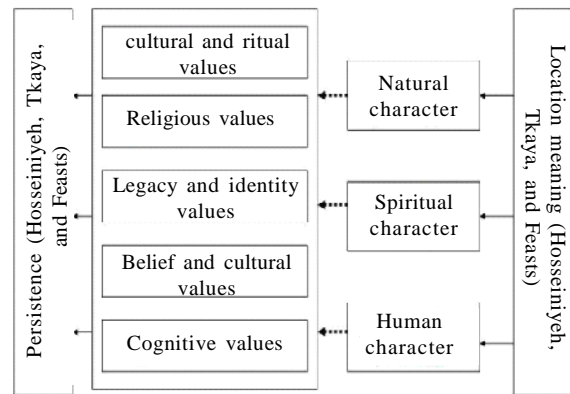 Persistence (Hosseiniyeh, Tkaya,
and Feasts)
cultural and ritual
values
Religious values
Legacy and identity
values
Belief and cultural
values
Cognitive values
Natural
character
Spiritual
character
Human
character
Location meaning (Hosseiniyeh,
Tkaya, and Feasts)